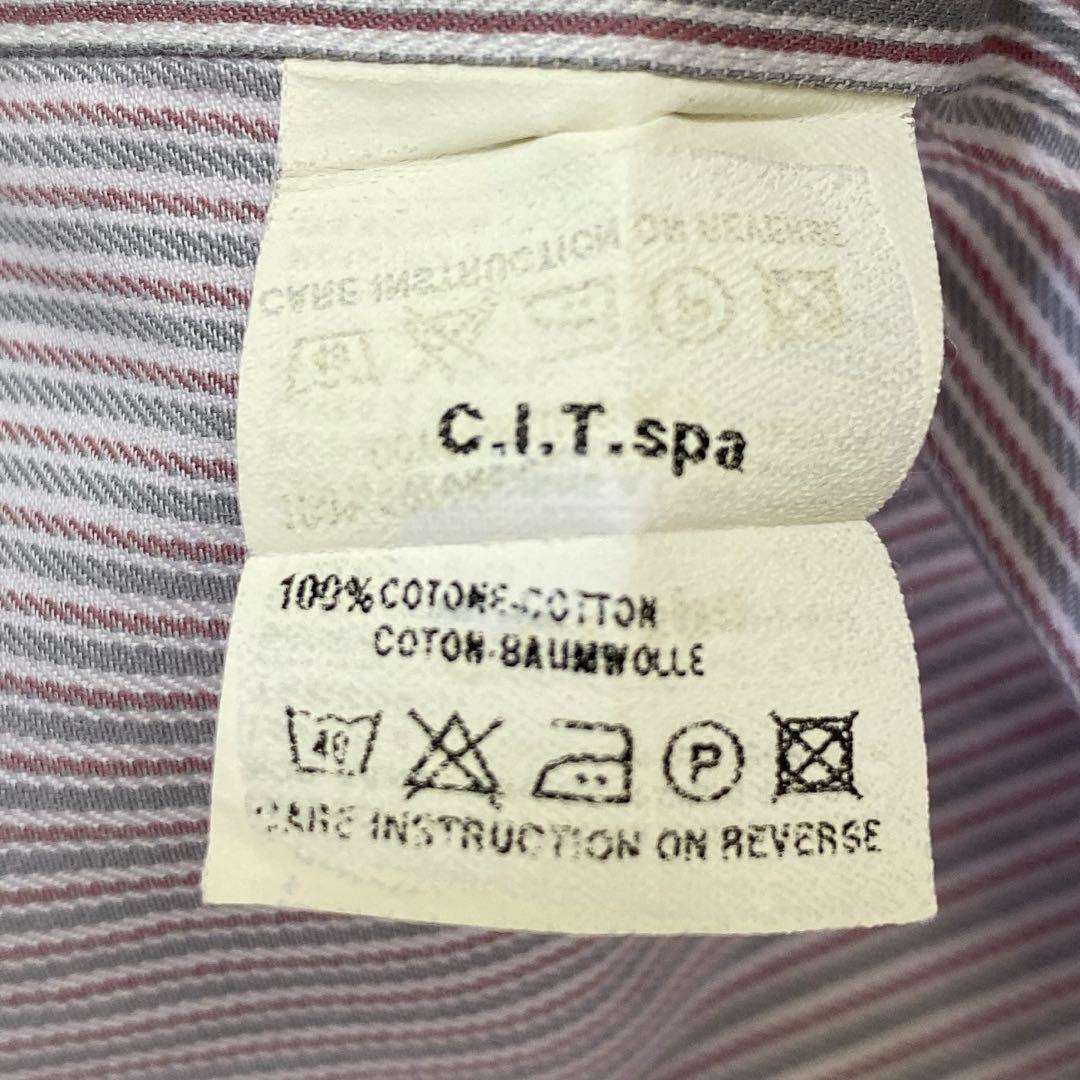 C.I.T.spa
100% COTONE-COTTON
COTON-BAUMWOLLE
40 P
CARE INSTRUCTION ON REVERSE